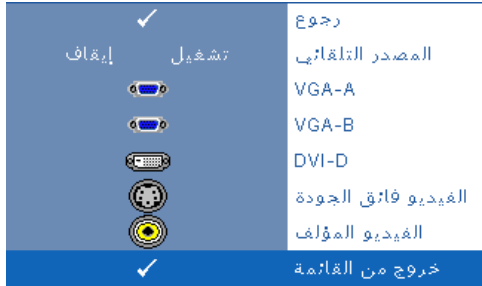 رجوع
المصدر التلقائي تشغيل إيقاف
VGA-A
VGA-B
DVI-D
الفيديو فائق الجودة
الفيديو المؤلف
خروج من القائمة